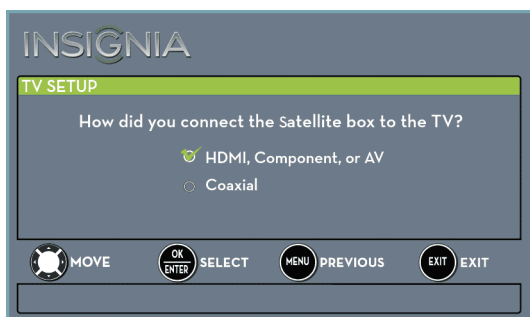 INSIGNIA
TV SETUP
How did you connect the Satellite box to the TV?
HDMI, Component, or AV
Coaxial
MOVE OK ENTER SELECT MENU PREVIOUS EXIT EXIT